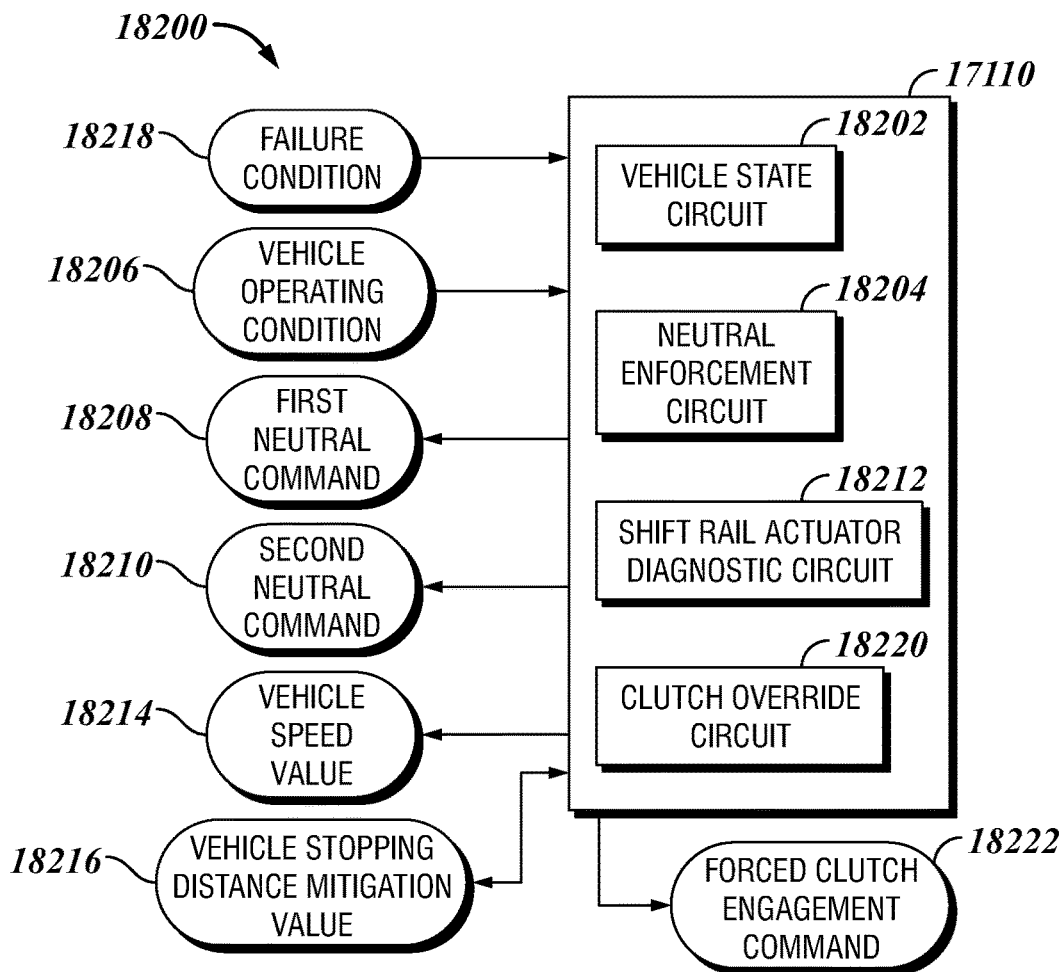 18200
17110
18218
FAILURE
CONDITION
18202
VEHICLE STATE
CIRCUIT
18206
VEHICLE
OPERATING
CONDITION
18204
NEUTRAL
ENFORCEMENT
CIRCUIT
18208
FIRST
NEUTRAL
COMMAND
18212
SHIFT RAIL ACTUATOR
DIAGNOSTIC CIRCUIT
18210
SECOND
NEUTRAL
COMMAND
18220
CLUTCH OVERRIDE
CIRCUIT
18214
VEHICLE
SPEED
VALUE
18216
VEHICLE STOPPING
DISTANCE MITIGATION
VALUE
18222
FORCED CLUTCH
ENGAGEMENT
COMMAND